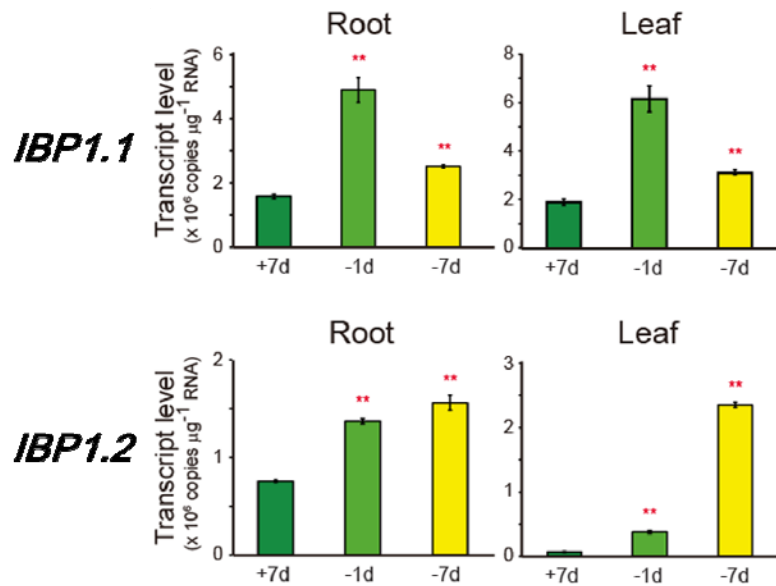 Root Leaf
IBP1.1
Transcript level
(x 10⁶ copies µg⁻¹ RNA)
6
4
2
0
**
**
+7d -1d -7d
8
6
4
2
0
**
**
+7d -1d -7d
Root Leaf
IBP1.2
Transcript level
(x 10⁶ copies µg⁻¹ RNA)
2
1
0
**
**
+7d -1d -7d
3
2
1
0
**
**
+7d -1d -7d